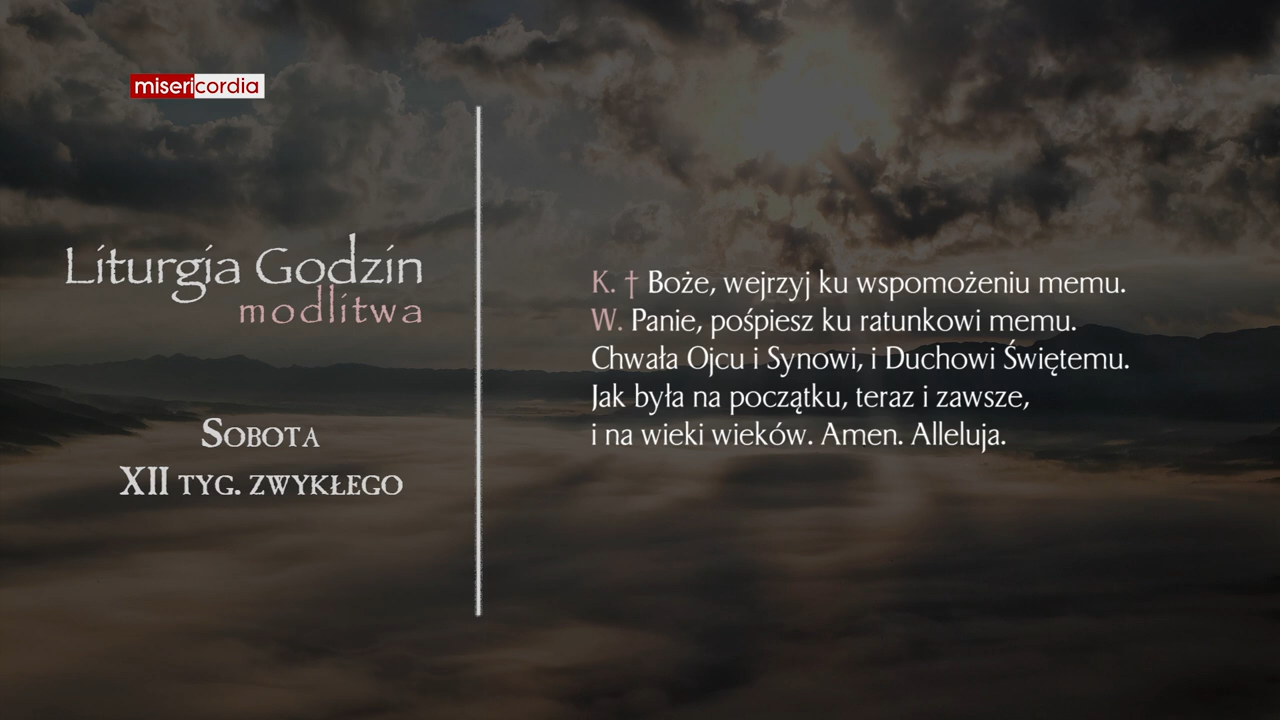 misericordia
Liturgia Godzin
modlitwa
Sobota
XII tyg. zwykłego
K. † Boże, wejrzyj ku wspomożeniu memu.
W. Panie, pośpiesz ku ratunkowi memu.
Chwała Ojcu i Synowi, i Duchowi Świętemu.
Jak była na początku, teraz i zawsze,
i na wieki wieków. Amen. Alleluja.